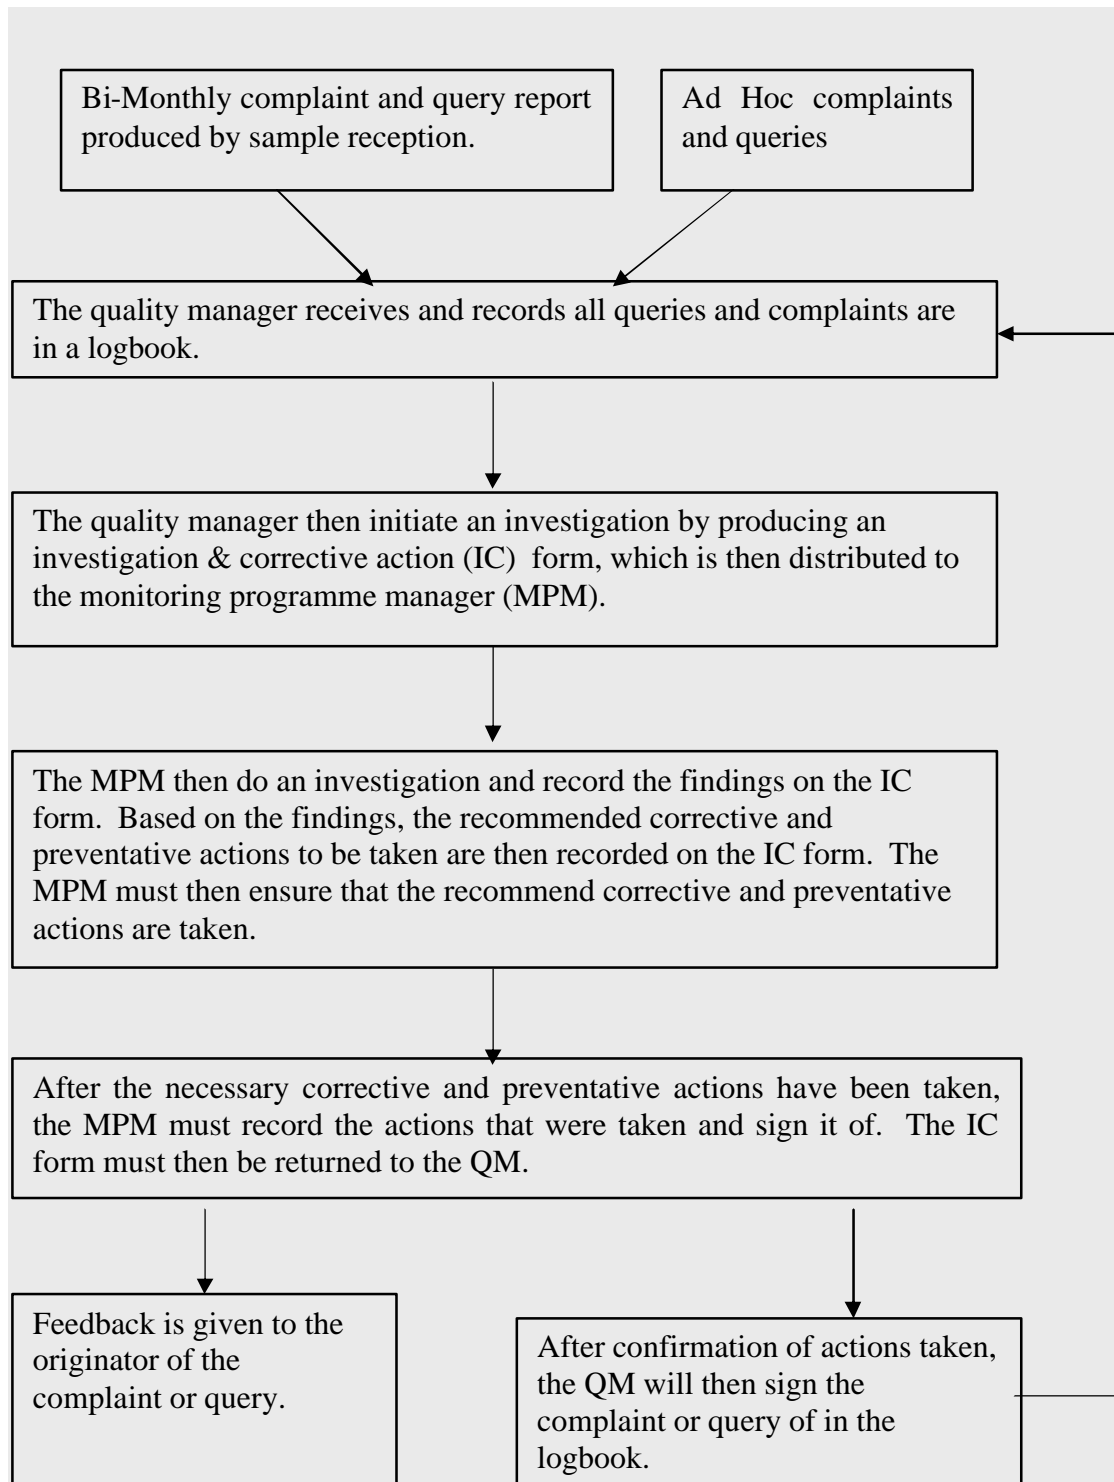 Bi-Monthly complaint and query report
produced by sample reception.
Ad Hoc complaints
and queries
The quality manager receives and records all queries and complaints are
in a logbook.
The quality manager then initiate an investigation by producing an
investigation & corrective action (IC) form, which is then distributed to
the monitoring programme manager (MPM).
The MPM then do an investigation and record the findings on the IC
form. Based on the findings, the recommended corrective and
preventative actions to be taken are then recorded on the IC form. The
MPM must then ensure that the recommend corrective and preventative
actions are taken.
After the necessary corrective and preventative actions have been taken,
the MPM must record the actions that were taken and sign it of. The IC
form must then be returned to the QM.
Feedback is given to the
originator of the
complaint or query.
After confirmation of actions taken,
the QM will then sign the
complaint or query of in the
logbook.